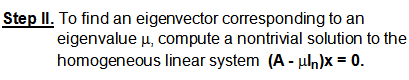 Step II. To find an eigenvector corresponding to an
eigenvalue μ, compute a nontrivial solution to the
homogeneous linear system (A - μIn)x = 0.